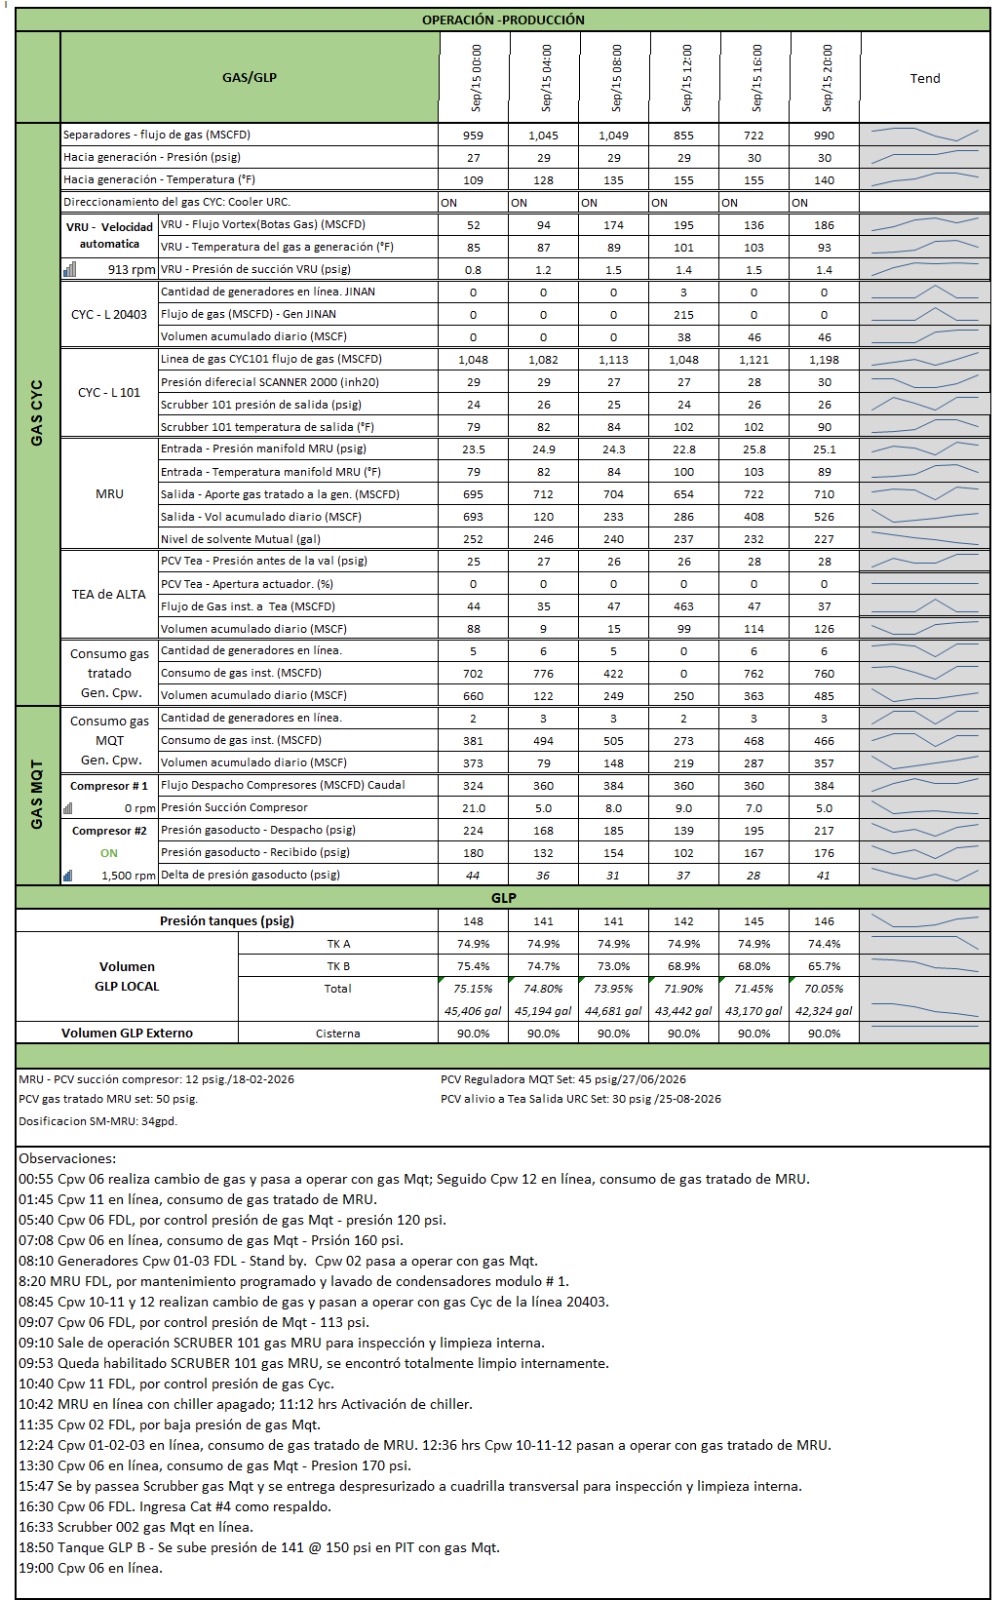 OPERACIÓN -PRODUCCIÓN
GAS/GLP Sep/15 00:00 Sep/15 04:00 Sep/15 08:00 Sep/15 12:00 Sep/15 16:00 Sep/15 20:00 Tend
GAS CYC
Separadores - flujo de gas (MSCFD) 959 1,045 1,049 855 722 990
Hacia generación - Presión (psig) 27 29 29 29 30 30
Hacia generación - Temperatura (°F) 109 128 135 155 155 140
Direccionamiento del gas CYC: Cooler URC. ON ON ON ON ON ON
VRU - Velocidad automatica
VRU - Flujo Vortex(Botas Gas) (MSCFD) 52 94 174 195 136 186
VRU - Temperatura del gas a generación (°F) 85 87 89 101 103 93
913 rpm VRU - Presión de succión VRU (psig) 0.8 1.2 1.5 1.4 1.5 1.4
CYC - L 20403
Cantidad de generadores en línea. JINAN 0 0 0 3 0 0
Flujo de gas (MSCFD) - Gen JINAN 0 0 0 215 0 0
Volumen acumulado diario (MSCF) 0 0 0 38 46 46
CYC - L 101
Linea de gas CYC101 flujo de gas (MSCFD) 1,048 1,082 1,113 1,048 1,121 1,198
Presión diferecial SCANNER 2000 (inh20) 29 29 27 27 28 30
Scrubber 101 presión de salida (psig) 24 26 25 24 26 26
Scrubber 101 temperatura de salida (°F) 79 82 84 102 102 90
MRU
Entrada - Presión manifold MRU (psig) 23.5 24.9 24.3 22.8 25.8 25.1
Entrada - Temperatura manifold MRU (°F) 79 82 84 100 103 89
Salida - Aporte gas tratado a la gen. (MSCFD) 695 712 704 654 722 710
Salida - Vol acumulado diario (MSCF) 693 120 233 286 408 526
Nivel de solvente Mutual (gal) 252 246 240 237 232 227
TEA de ALTA
PCV Tea - Presión antes de la val (psig) 25 27 26 26 28 28
PCV Tea - Apertura actuador. (%) 0 0 0 0 0 0
Flujo de Gas inst. a Tea (MSCFD) 44 35 47 463 47 37
Volumen acumulado diario (MSCF) 88 9 15 99 114 126
Consumo gas tratado Gen. Cpw.
Cantidad de generadores en línea. 5 6 5 0 6 6
Consumo de gas inst. (MSCFD) 702 776 422 0 762 760
Volumen acumulado diario (MSCF) 660 122 249 250 363 485
GAS MQT
Consumo gas MQT Gen. Cpw.
Cantidad de generadores en línea. 2 3 3 2 3 3
Consumo de gas inst. (MSCFD) 381 494 505 273 468 466
Volumen acumulado diario (MSCF) 373 79 148 219 287 357
Compresor # 1 Flujo Despacho Compresores (MSCFD) Caudal 324 360 384 360 360 384
0 rpm Presión Succión Compresor 21.0 5.0 8.0 9.0 7.0 5.0
Compresor #2 Presión gasoducto - Despacho (psig) 224 168 185 139 195 217
ON Presión gasoducto - Recibido (psig) 180 132 154 102 167 176
1,500 rpm Delta de presión gasoducto (psig) 44 36 31 37 28 41
GLP
Presión tanques (psig) 148 141 141 142 145 146
Volumen GLP LOCAL
TK A 74.9% 74.9% 74.9% 74.9% 74.9% 74.4%
TK B 75.4% 74.7% 73.0% 68.9% 68.0% 65.7%
Total 75.15% 74.80% 73.95% 71.90% 71.45% 70.05%
45,406 gal 45,194 gal 44,681 gal 43,442 gal 43,170 gal 42,324 gal
Volumen GLP Externo Cisterna 90.0% 90.0% 90.0% 90.0% 90.0% 90.0%
MRU - PCV succión compresor: 12 psig./18-02-2026 PCV Reguladora MQT Set: 45 psig/27/06/2026
PCV gas tratado MRU set: 50 psig. PCV alivio a Tea Salida URC Set: 30 psig /25-08-2026
Dosificacion SM-MRU: 34gpd.
Observaciones:
00:55 Cpw 06 realiza cambio de gas y pasa a operar con gas Mqt; Seguido Cpw 12 en línea, consumo de gas tratado de MRU.
01:45 Cpw 11 en línea, consumo de gas tratado de MRU.
05:40 Cpw 06 FDL, por control presión de gas Mqt - presión 120 psi.
07:08 Cpw 06 en línea, consumo de gas Mqt - Prsión 160 psi.
08:10 Generadores Cpw 01-03 FDL - Stand by. Cpw 02 pasa a operar con gas Mqt.
8:20 MRU FDL, por mantenimiento programado y lavado de condensadores modulo # 1.
08:45 Cpw 10-11 y 12 realizan cambio de gas y pasan a operar con gas Cyc de la línea 20403.
09:07 Cpw 06 FDL, por control presión de Mqt - 113 psi.
09:10 Sale de operación SCRUBER 101 gas MRU para inspección y limpieza interna.
09:53 Queda habilitado SCRUBER 101 gas MRU, se encontró totalmente limpio internamente.
10:40 Cpw 11 FDL, por control presión de gas Cyc.
10:42 MRU en línea con chiller apagado; 11:12 hrs Activación de chiller.
11:35 Cpw 02 FDL, por baja presión de gas Mqt.
12:24 Cpw 01-02-03 en línea, consumo de gas tratado de MRU. 12:36 hrs Cpw 10-11-12 pasan a operar con gas tratado de MRU.
13:30 Cpw 06 en línea, consumo de gas Mqt - Presion 170 psi.
15:47 Se by passea Scrubber gas Mqt y se entrega despresurizado a cuadrilla transversal para inspección y limpieza interna.
16:30 Cpw 06 FDL. Ingresa Cat #4 como respaldo.
16:33 Scrubber 002 gas Mqt en línea.
18:50 Tanque GLP B - Se sube presión de 141 @ 150 psi en PIT con gas Mqt.
19:00 Cpw 06 en línea.